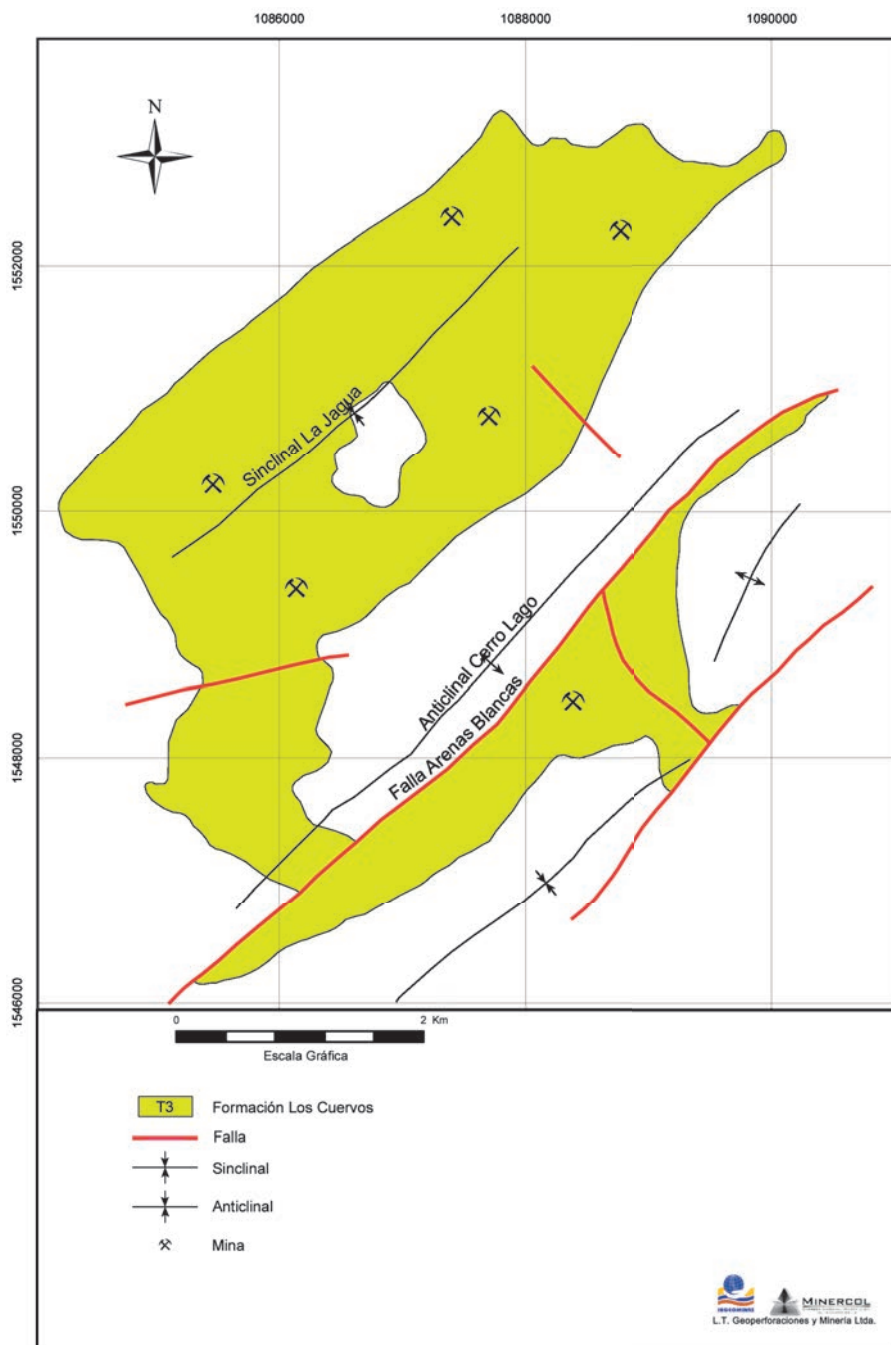 1086000
1088000
1090000
N
1552000
1550000
1548000
1546000
Sinclinal La Jagua
Anticlinal Cerro Lago
Falla Arenas Blancas
0
2 Km
Escala Gráfica
T3 Formación Los Cuervos
Falla
Sinclinal
Anticlinal
Mina
INGEOMINAS
MINERCOL
L.T. Geoperforaciones y Minería Ltda.